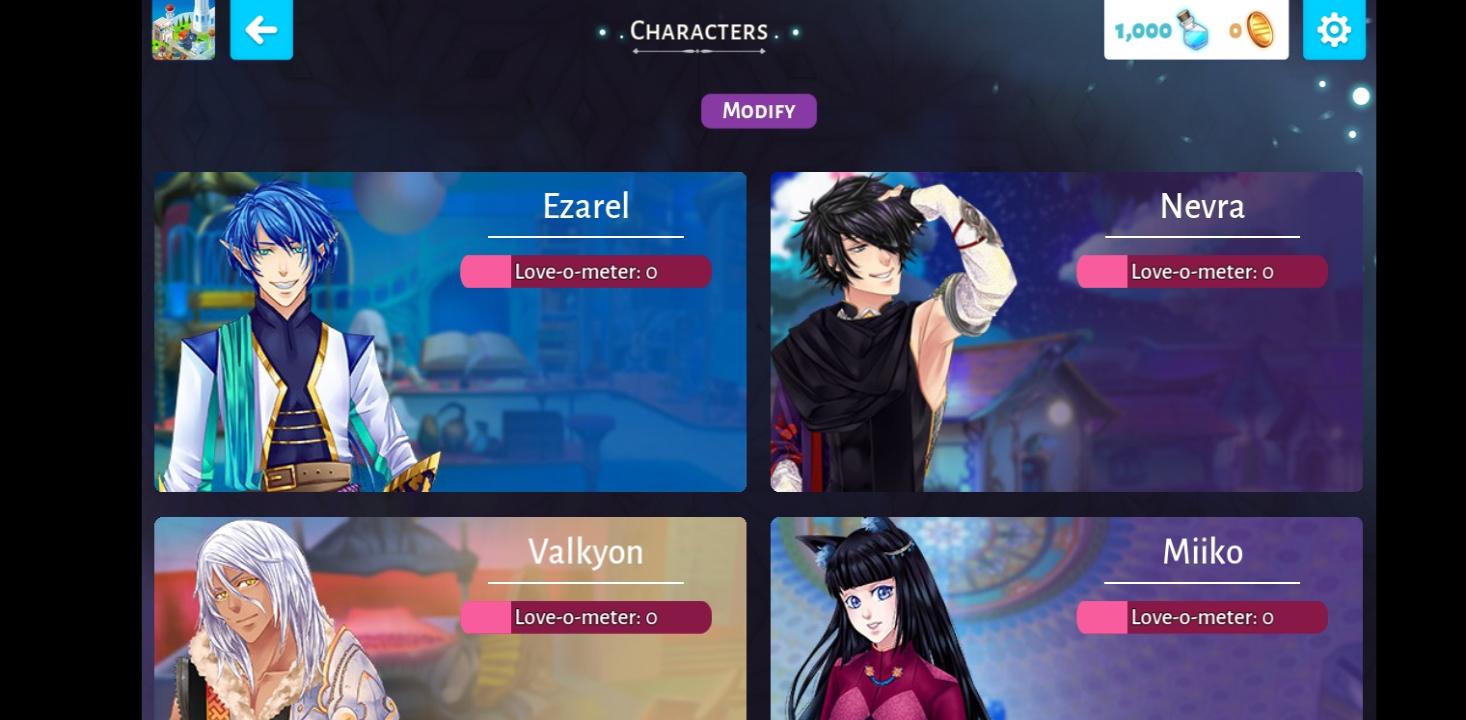 . Characters .
1,000 0
Modify
Ezarel
Love-o-meter: 0
Nevra
Love-o-meter: 0
Valkyon
Love-o-meter: 0
Miiko
Love-o-meter: 0